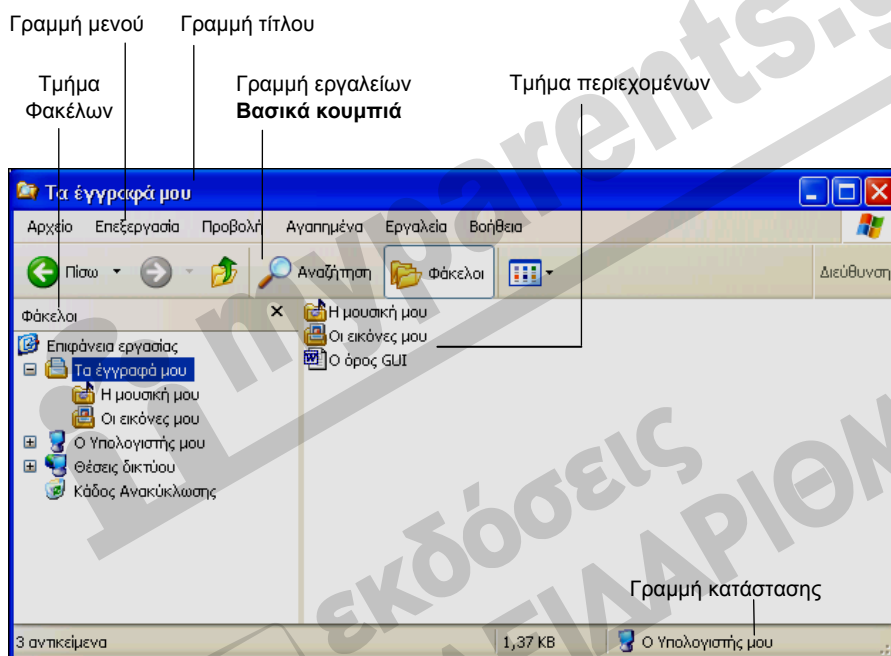 Γραμμή μενού Γραμμή τίτλου
Τμήμα Φακέλων
Γραμμή εργαλείων
Βασικά κουμπιά
Τμήμα περιεχομένων
Τα έγγραφά μου
Αρχείο Επεξεργασία Προβολή Αγαπημένα Εργαλεία Βοήθεια
Πίσω Αναζήτηση Φάκελοι Διεύθυνση
Φάκελοι
Επιφάνεια εργασίας
Τα έγγραφά μου
Η μουσική μου
Οι εικόνες μου
Ο Υπολογιστής μου
Θέσεις δικτύου
Κάδος Ανακύκλωσης
Η μουσική μου
Οι εικόνες μου
Ο όρος GUI
Γραμμή κατάστασης
3 αντικείμενα 1,37 KB Ο Υπολογιστής μου
myparents.g
εκδόσεις